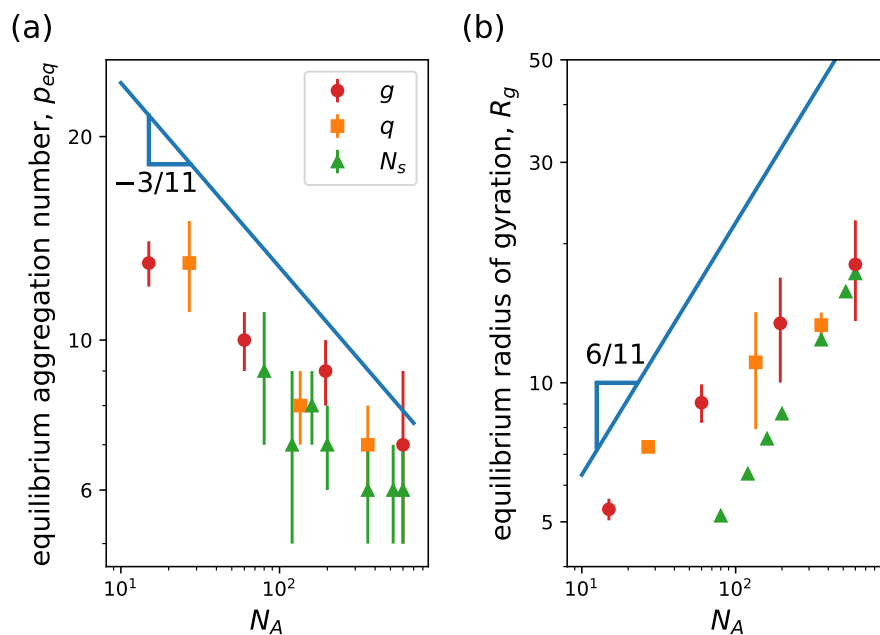 (a)
equilibrium aggregation number, p_eq
20
10
6
10^1
10^2
N_A
−3/11
g
q
N_s
(b)
equilibrium radius of gyration, R_g
50
30
10
5
10^1
10^2
N_A
6/11